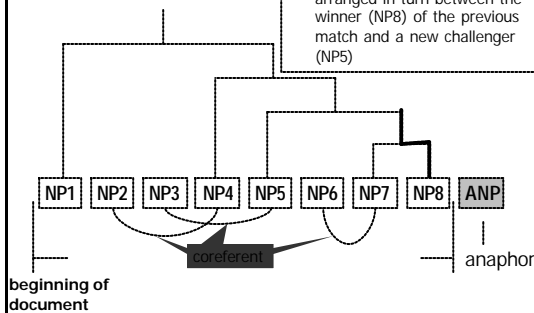 arranged in turn between the
winner (NP8) of the previous
match and a new challenger
(NP5)
NP1 NP2 NP3 NP4 NP5 NP6 NP7 NP8 ANP
coreferent
anaphor
beginning of
document